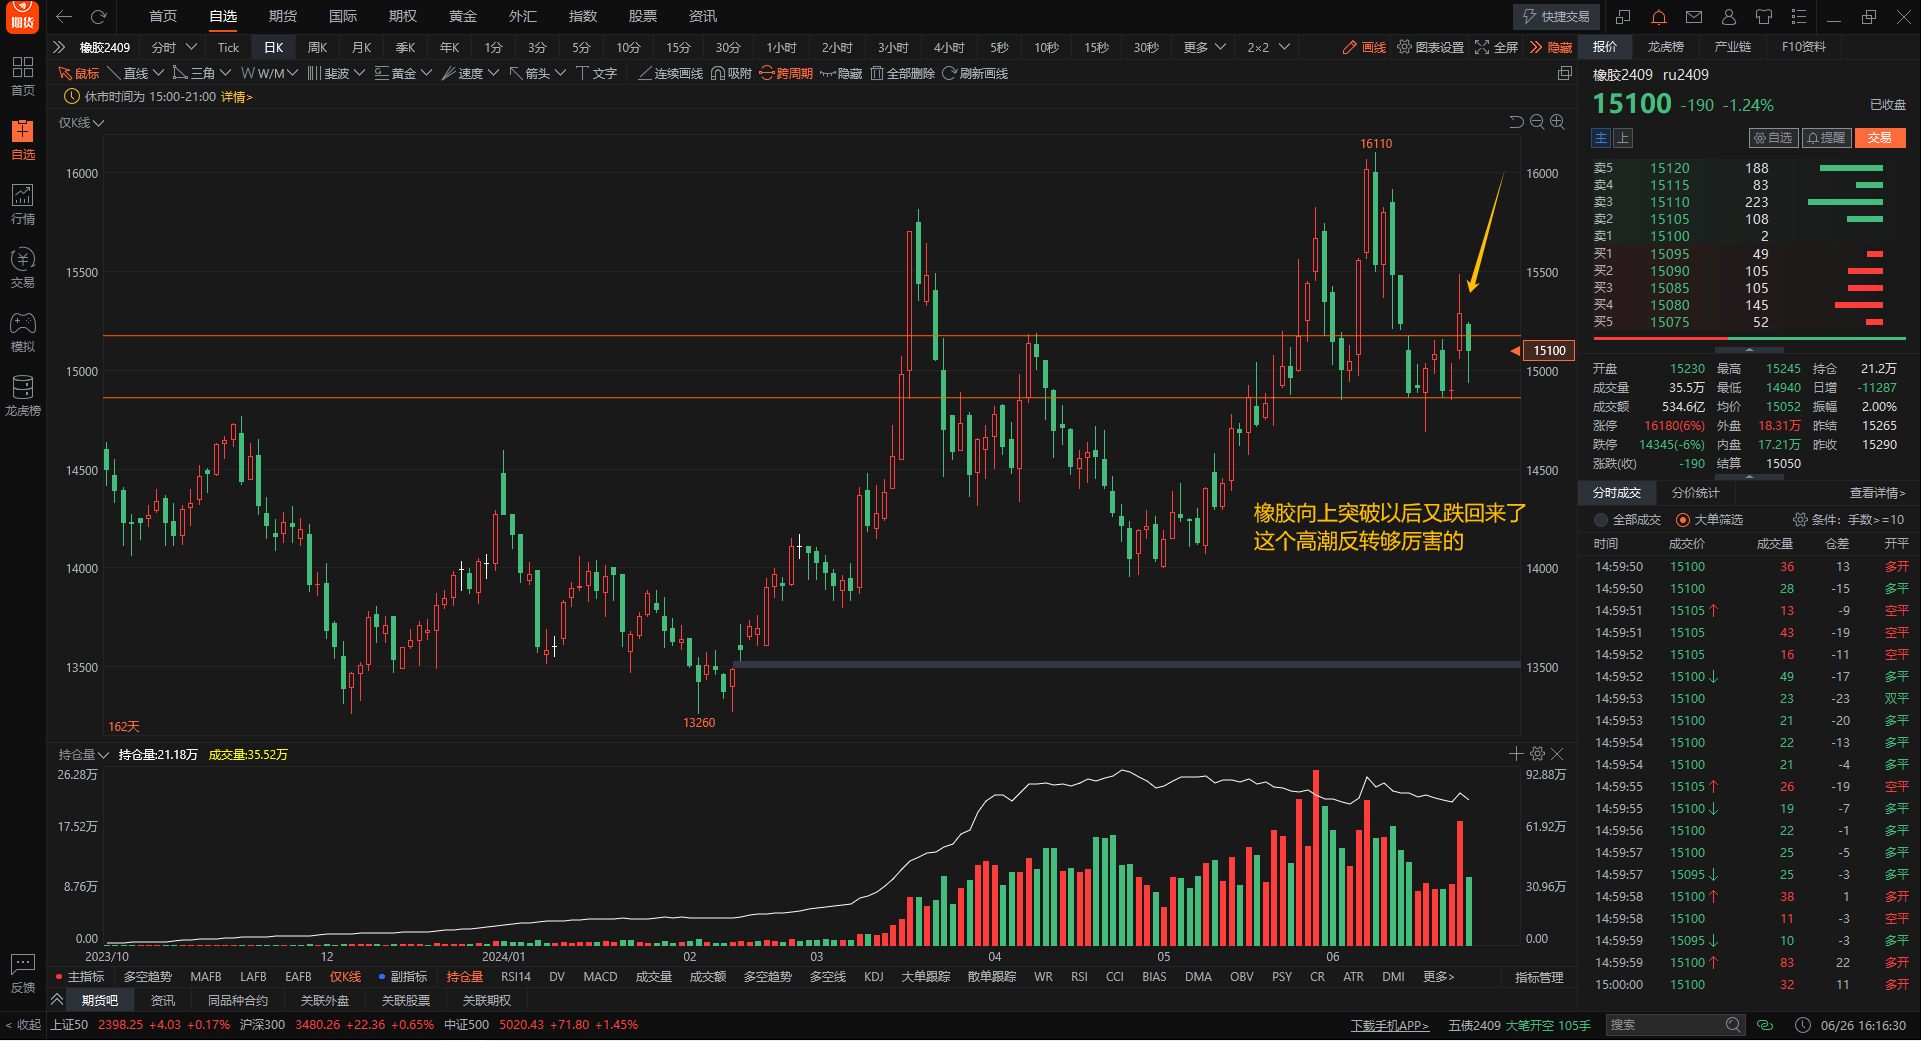 期货
首页 自选 期货 国际 期权 黄金 外汇 指数 股票 资讯 快捷交易
橡胶2409 分时 Tick 日K 周K 月K 季K 年K 1分 3分 5分 10分 15分 30分 1小时 2小时 3小时 4小时 5秒 10秒 15秒 30秒 更多 2×2 画线 图表设置 全屏 隐藏
鼠标 直线 三角 W/M 斐波 黄金 速度 箭头 文字 连续画线 吸附 跨周期 隐藏 全部删除 刷新画线
休市时间为 15:00-21:00 详情>
首页
自选
行情
交易
模拟
龙虎榜
反馈
< 收起
仅K线
16110
16000 16000
15500 15500
15100
15000 15000
14500 14500
橡胶向上突破以后又跌回来了
这个高潮反转够厉害的
14000 14000
13500 13500
13260
162天
持仓量 持仓量:21.18万 成交量:35.52万
26.28万 92.88万
17.52万 61.92万
8.76万 30.96万
0.00 0.00
2023/10 12 2024/01 02 03 04 05 06
主指标 多空趋势 MAFB LAFB EAFB 仅K线 副指标 持仓量 RSI14 DV MACD 成交量 成交额 多空趋势 多空线 KDJ 大单跟踪 散单跟踪 WR RSI CCI BIAS DMA OBV PSY CR ATR DMI 更多> 指标管理
期货吧 资讯 同品种合约 关联外盘 关联股票 关联期权
报价 龙虎榜 产业链 F10资料
橡胶2409 ru2409
15100 -190 -1.24% 已收盘
主 上 自选 提醒 交易
卖5 15120 188
卖4 15115 83
卖3 15110 223
卖2 15105 108
卖1 15100 2
买1 15095 49
买2 15090 105
买3 15085 105
买4 15080 145
买5 15075 52
开盘 15230 最高 15245 持仓 21.2万
成交量 35.5万 最低 14940 日增 -11287
成交额 534.6亿 均价 15052 振幅 2.00%
涨停 16180(6%) 外盘 18.31万 昨结 15265
跌停 14345(-6%) 内盘 17.21万 昨收 15290
涨跌(收) -190 结算 15050
分时成交 分价统计 查看详情>
全部成交 大单筛选 条件: 手数>=10
时间 成交价 成交量 仓差 开平
14:59:50 15100 36 13 多开
14:59:50 15100 28 -15 多平
14:59:51 15105↑ 13 -9 空平
14:59:51 15105 43 -19 空平
14:59:52 15105 16 -11 空平
14:59:52 15100↓ 49 -17 多平
14:59:53 15100 23 -23 双平
14:59:53 15100 21 -20 多平
14:59:54 15100 22 -13 多平
14:59:54 15100 21 -4 多平
14:59:55 15105↑ 26 -19 空平
14:59:55 15100↓ 19 -7 多平
14:59:56 15100 22 -1 多平
14:59:57 15100 25 -5 多平
14:59:57 15095↓ 25 -3 多平
14:59:58 15100↑ 38 1 多开
14:59:58 15100 11 -3 空平
14:59:59 15095↓ 10 -3 多平
14:59:59 15100↑ 83 22 多开
15:00:00 15100 32 11 多开
上证50 2398.25 +4.03 +0.17% 沪深300 3480.26 +22.36 +0.65% 中证500 5020.43 +71.80 +1.45% 下载手机APP> 五债2409 大笔开空 105手 搜索 06/26 16:16:30